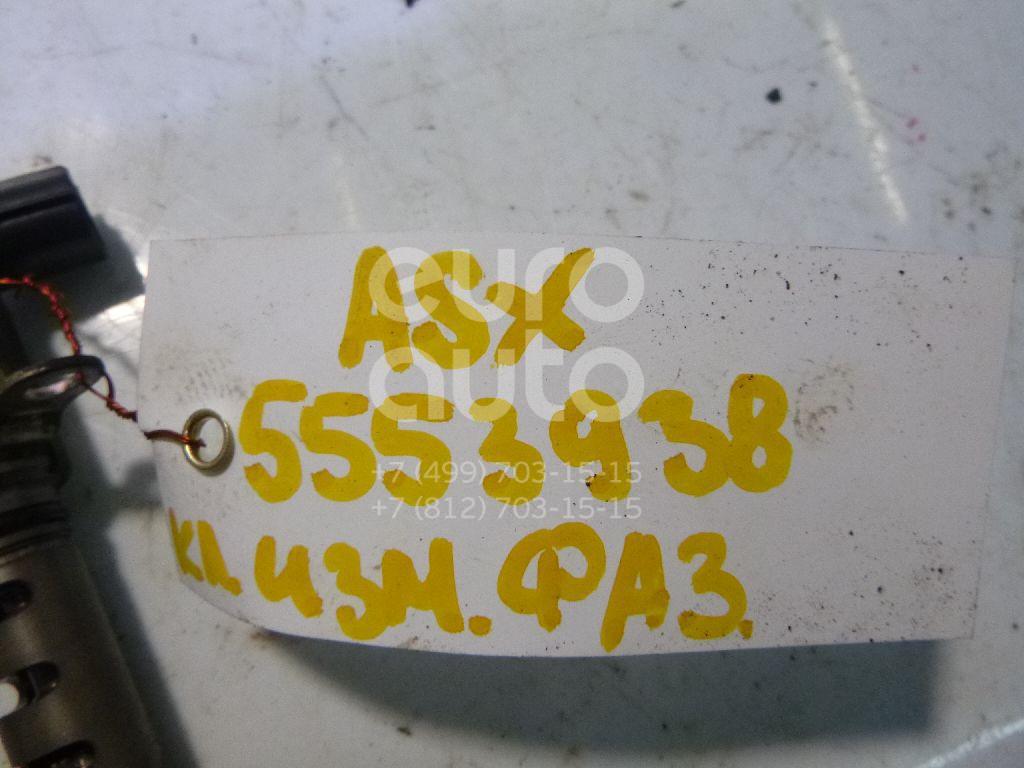 ASX
euro
auto
5553938
+7 (499) 703-15-15
+7 (812) 703-15-15
КЛ. ИЗМ. ФАЗ.